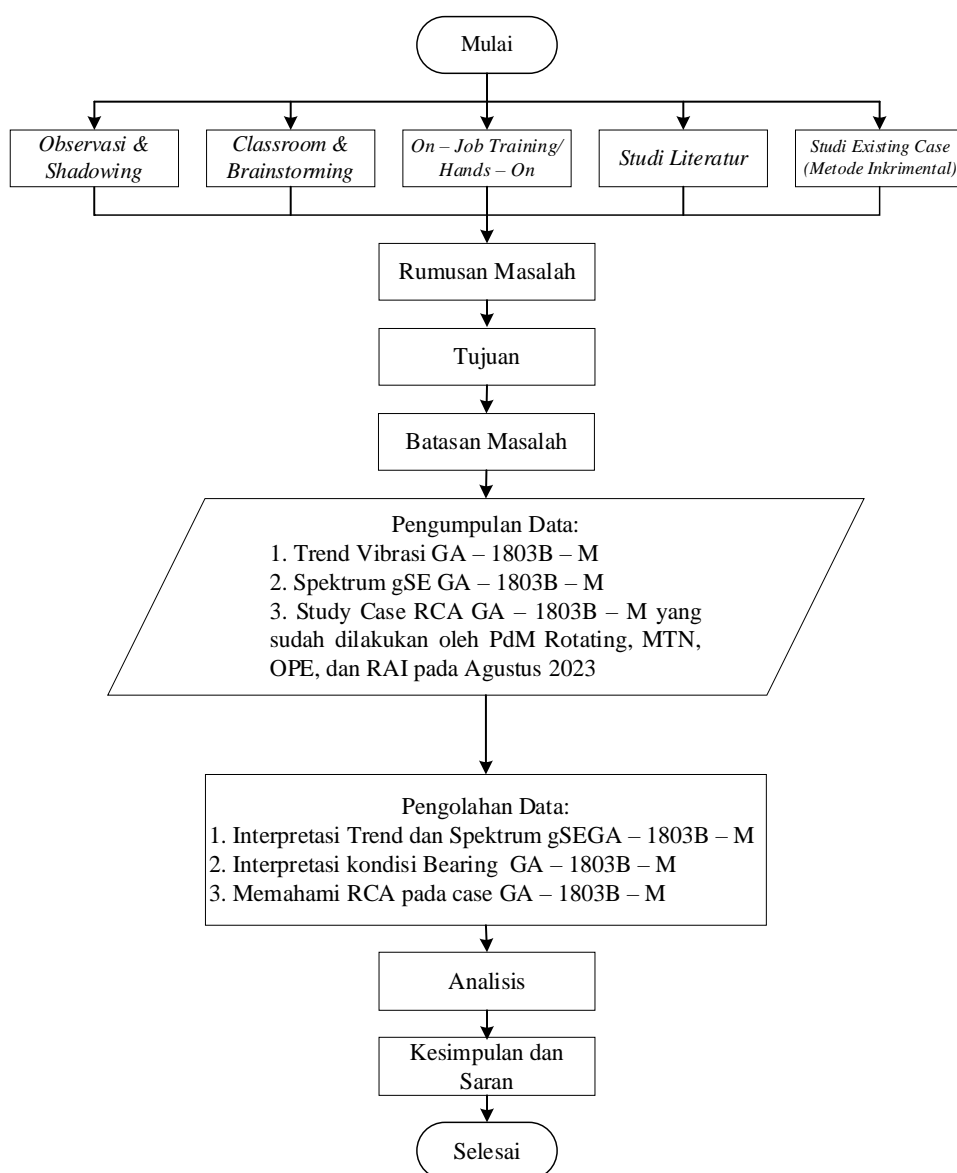 Mulai
Observasi &
Shadowing
Classroom &
Brainstorming
On – Job Training/
Hands – On
Studi Literatur
Studi Existing Case
(Metode Inkrimental)
Rumusan Masalah
Tujuan
Batasan Masalah
Pengumpulan Data:
1. Trend Vibrasi GA – 1803B – M
2. Spektrum gSE GA – 1803B – M
3. Study Case RCA GA – 1803B – M yang
sudah dilakukan oleh PdM Rotating, MTN,
OPE, dan RAI pada Agustus 2023
Pengolahan Data:
1. Interpretasi Trend dan Spektrum gSEGA – 1803B – M
2. Interpretasi kondisi Bearing GA – 1803B – M
3. Memahami RCA pada case GA – 1803B – M
Analisis
Kesimpulan dan
Saran
Selesai